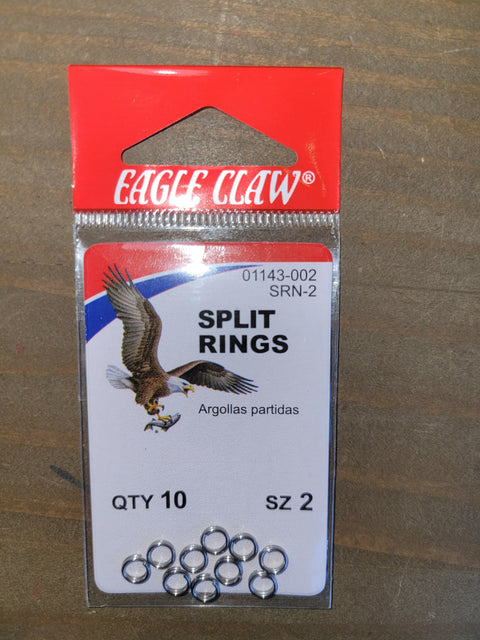 EAGLE CLAW®
01143-002
SRN-2
SPLIT
RINGS
Argollas partidas
QTY 10 SZ 2